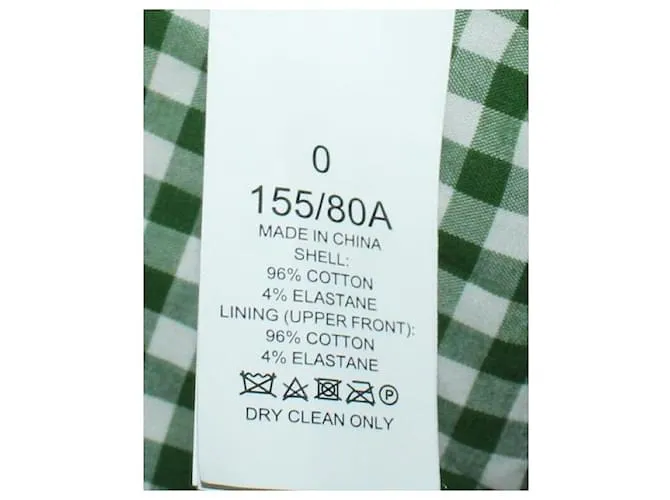 0
155/80A
MADE IN CHINA
SHELL:
96% COTTON
4% ELASTANE
LINING (UPPER FRONT):
96% COTTON
4% ELASTANE
P
DRY CLEAN ONLY